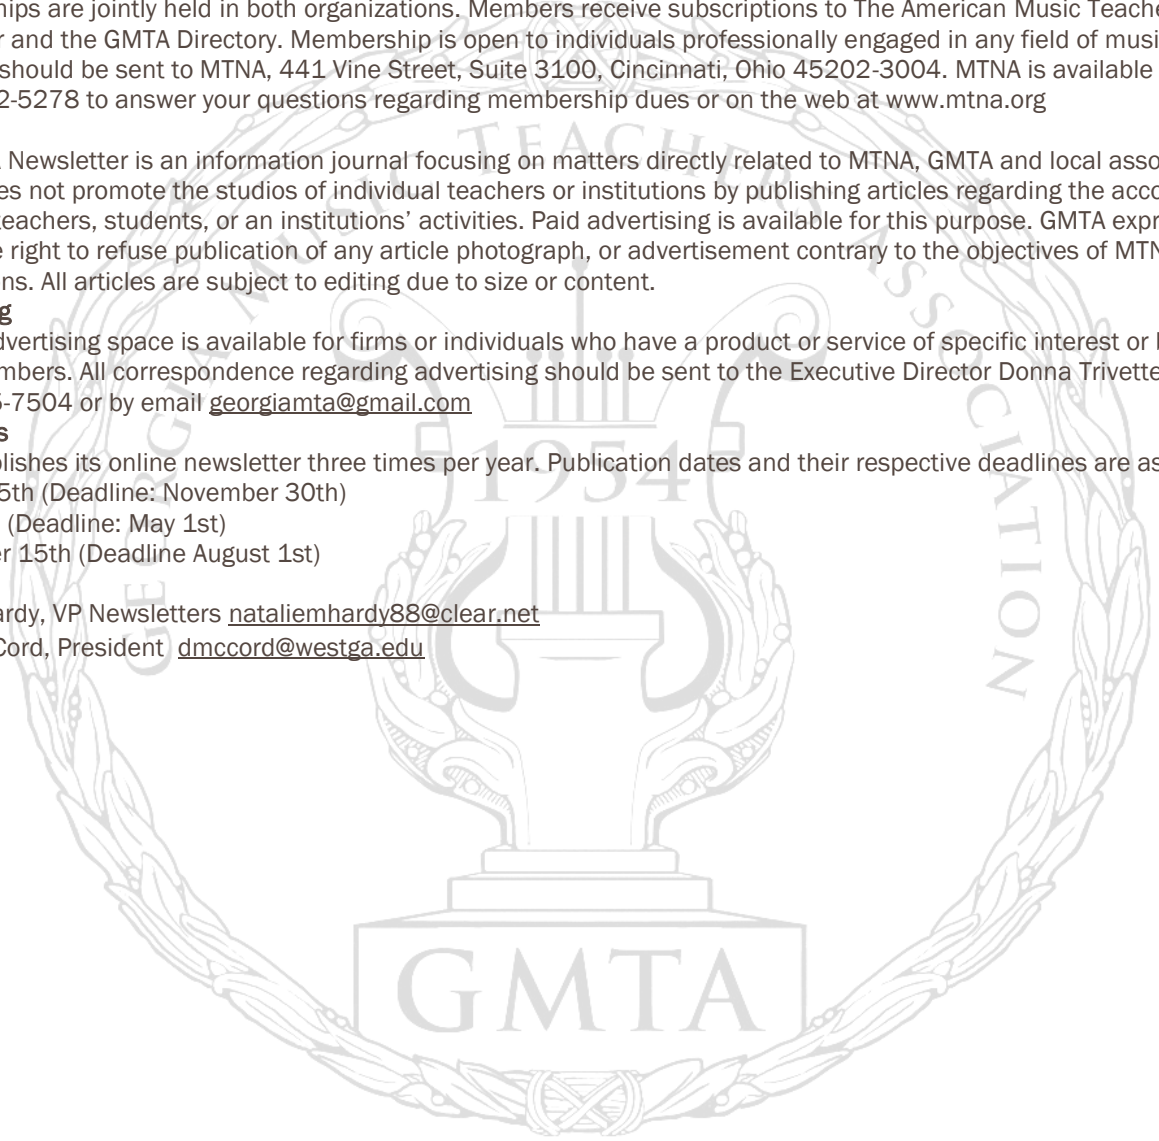 hips are jointly held in both organizations. Members receive subscriptions to The American Music Teache
r and the GMTA Directory. Membership is open to individuals professionally engaged in any field of musi
should be sent to MTNA, 441 Vine Street, Suite 3100, Cincinnati, Ohio 45202-3004. MTNA is available
2-5278 to answer your questions regarding membership dues or on the web at www.mtna.org
Newsletter is an information journal focusing on matters directly related to MTNA, GMTA and local asso
es not promote the studios of individual teachers or institutions by publishing articles regarding the acco
teachers, students, or an institutions’ activities. Paid advertising is available for this purpose. GMTA expr
e right to refuse publication of any article photograph, or advertisement contrary to the objectives of MTN
ns. All articles are subject to editing due to size or content.
g
dvertising space is available for firms or individuals who have a product or service of specific interest or
mbers. All correspondence regarding advertising should be sent to the Executive Director Donna Trivette
-7504 or by email georgiamta@gmail.com
s
lishes its online newsletter three times per year. Publication dates and their respective deadlines are as
5th (Deadline: November 30th)
(Deadline: May 1st)
er 15th (Deadline August 1st)
ardy, VP Newsletters nataliemhardy88@clear.net
Cord, President dmccord@westga.edu
GEORGIA MUSIC TEACHERS ASSOCIATION
1954
GMTA